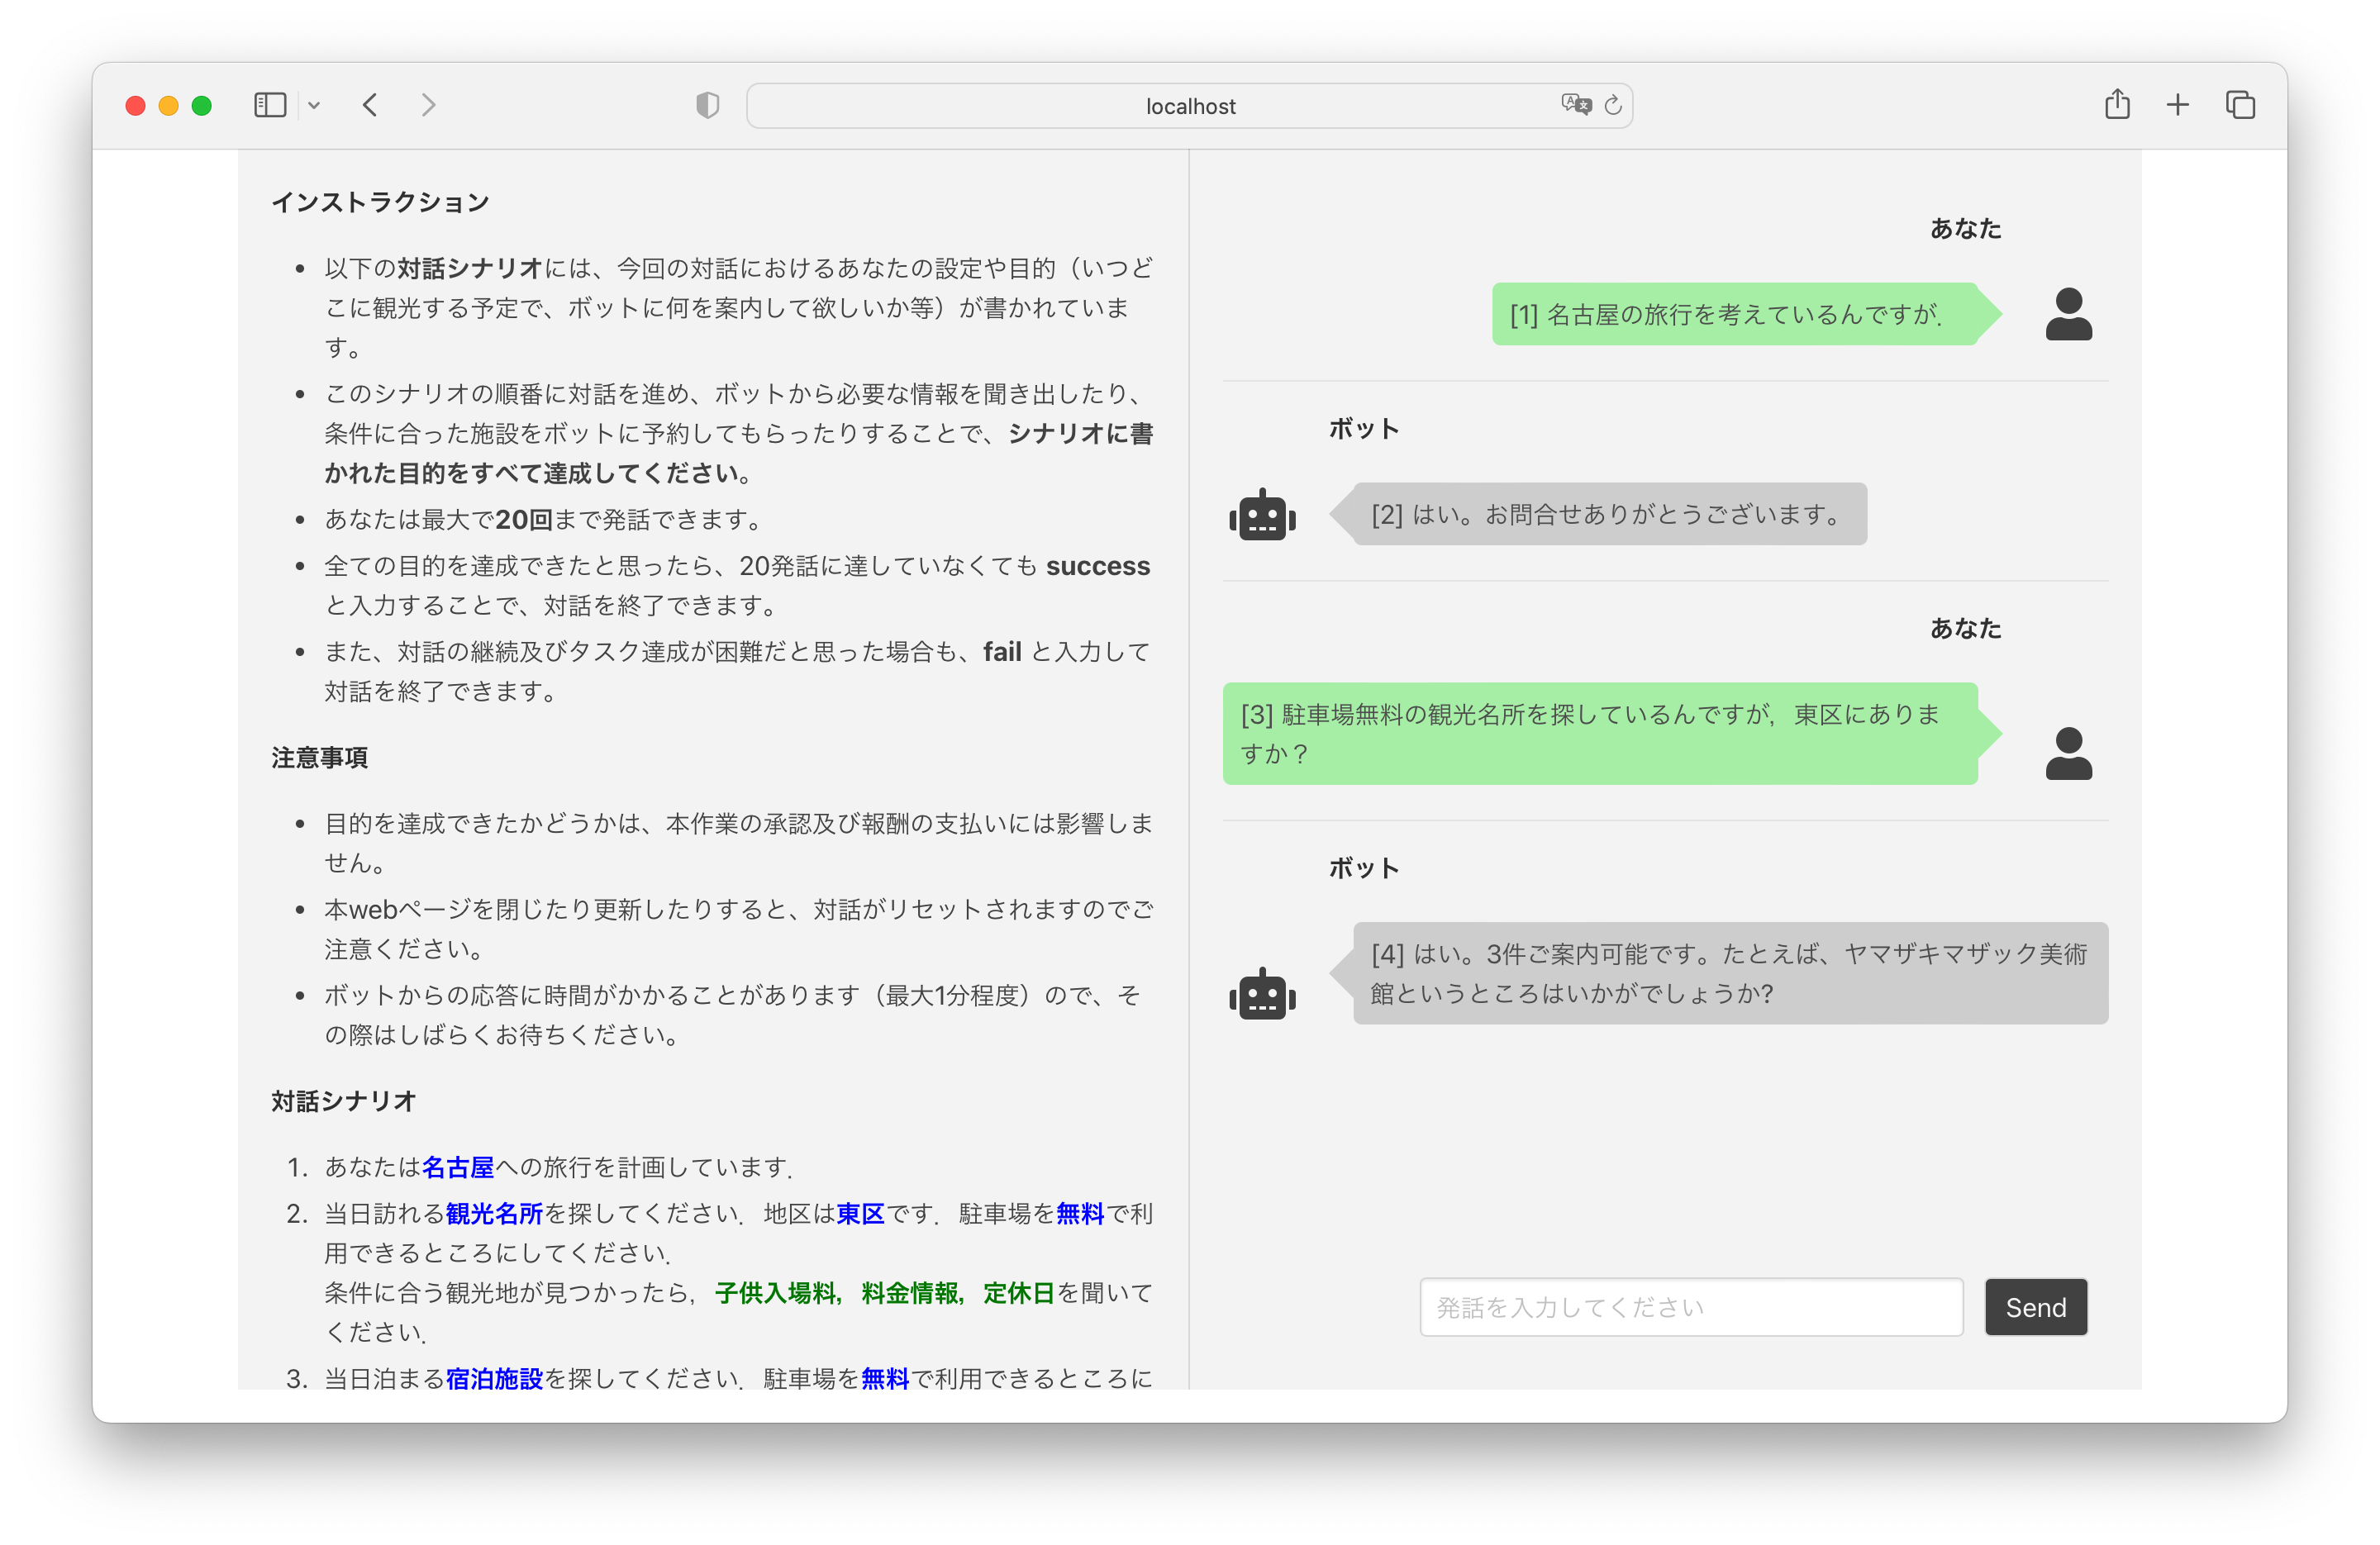 localhost
インストラクション
• 以下の対話シナリオには、今回の対話におけるあなたの設定や目的（いつど
こに観光する予定で、ボットに何を案内して欲しいか等）が書かれていま
す。
• このシナリオの順番に対話を進め、ボットから必要な情報を聞き出したり、
条件に合った施設をボットに予約してもらったりすることで、シナリオに書
かれた目的をすべて達成してください。
• あなたは最大で20回まで発話できます。
• 全ての目的を達成できたと思ったら、20発話に達していなくても success
と入力することで、対話を終了できます。
• また、対話の継続及びタスク達成が困難だと思った場合も、fail と入力して
対話を終了できます。
注意事項
• 目的を達成できたかどうかは、本作業の承認及び報酬の支払いには影響しま
せん。
• 本webページを閉じたり更新したりすると、対話がリセットされますのでご
注意ください。
• ボットからの応答に時間がかかることがあります（最大1分程度）ので、そ
の際はしばらくお待ちください。
対話シナリオ
1. あなたは名古屋への旅行を計画しています．
2. 当日訪れる観光名所を探してください．地区は東区です．駐車場を無料で利
用できるところにしてください．
条件に合う観光地が見つかったら，子供入場料，料金情報，定休日を聞いて
ください．
3. 当日泊まる宿泊施設を探してください．駐車場を無料で利用できるところに
あなた
[1] 名古屋の旅行を考えているんですが．
ボット
[2] はい。お問合せありがとうございます。
あなた
[3] 駐車場無料の観光名所を探しているんですが，東区にありま
すか？
ボット
[4] はい。3件ご案内可能です。たとえば、ヤマザキマザック美術
館というところはいかがでしょうか?
発話を入力してください
Send